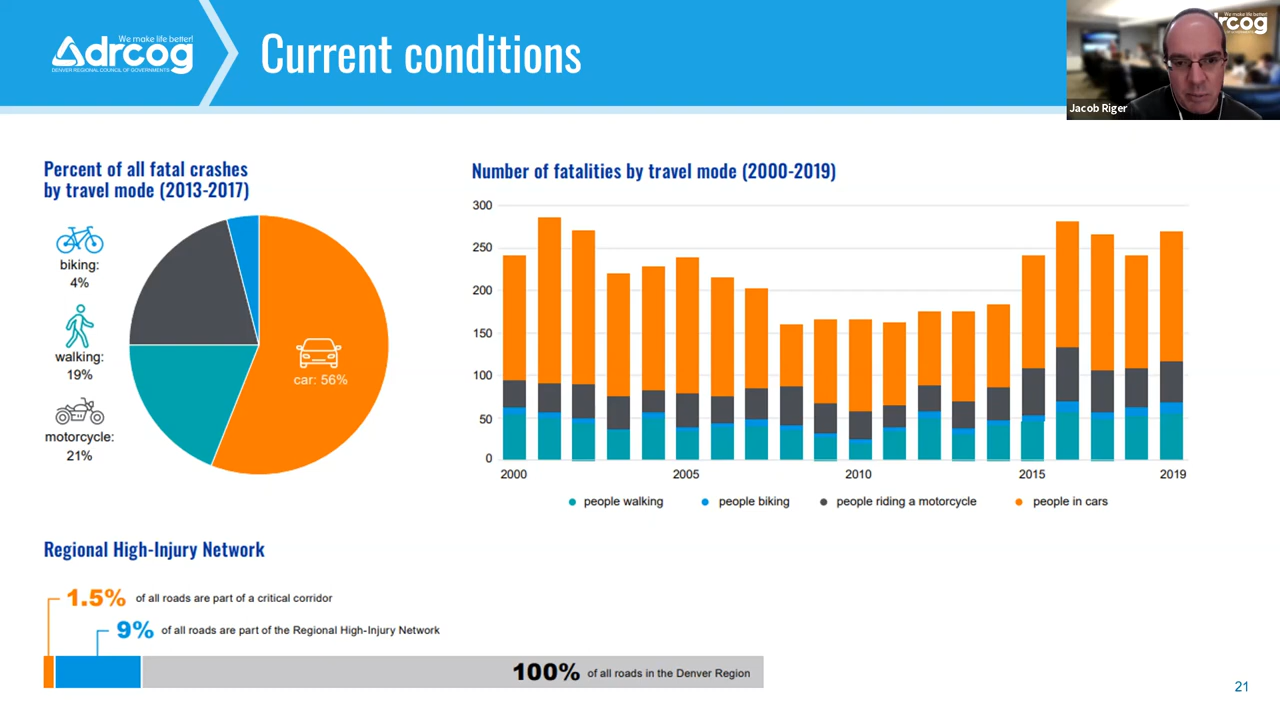 We make life better!
drcog
DENVER REGIONAL COUNCIL OF GOVERNMENTS
Current conditions
We make life better!
drcog
Jacob Riger
Percent of all fatal crashes
by travel mode (2013-2017)
biking:
4%
walking:
19%
motorcycle:
21%
car: 56%
Number of fatalities by travel mode (2000-2019)
300
250
200
150
100
50
0
2000
2005
2010
2015
2019
people walking
people biking
people riding a motorcycle
people in cars
Regional High-Injury Network
1.5% of all roads are part of a critical corridor
9% of all roads are part of the Regional High-Injury Network
100% of all roads in the Denver Region
21